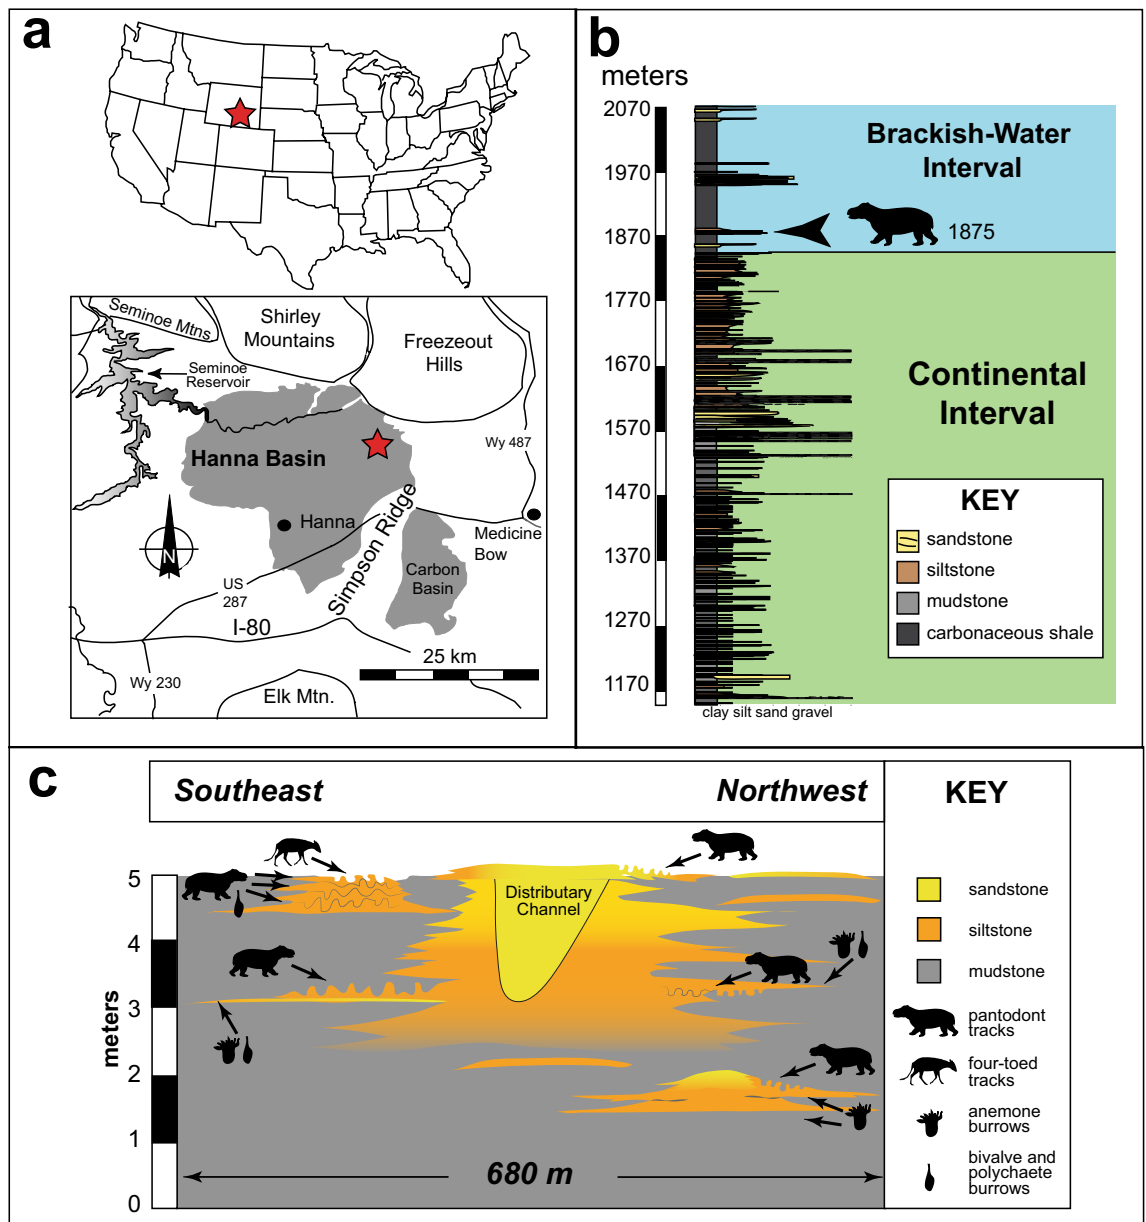 a
Seminoe Mtns
Shirley
Mountains
Freezeout
Hills
Seminoe
Reservoir
Wy 487
Hanna Basin
Hanna
Simpson Ridge
Medicine
Bow
Carbon
Basin
US
287
I-80
25 km
Wy 230
Elk Mtn.
N
b
meters
2070
1970
1870
1770
1670
1570
1470
1370
1270
1170
Brackish-Water
Interval
1875
Continental
Interval
KEY
sandstone
siltstone
mudstone
carbonaceous shale
clay silt sand gravel
c
Southeast
Northwest
5
4
3
2
1
0
meters
Distributary
Channel
680 m
KEY
sandstone
siltstone
mudstone
pantodont
tracks
four-toed
tracks
anemone
burrows
bivalve and
polychaete
burrows